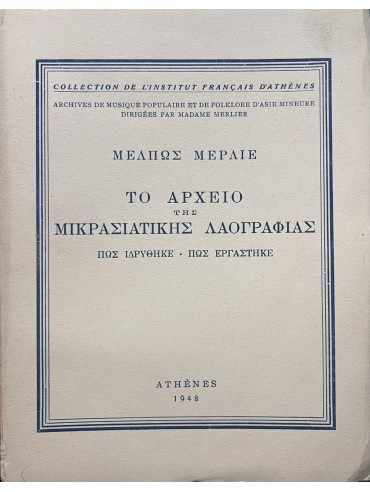 COLLECTION DE L'INSTITUT FRANÇAIS D'ATHÈNES
ARCHIVES DE MUSIQUE POPULAIRE ET DE FOLKLORE D'ASIE MINEURE
DIRIGÉES PAR MADAME MERLIER
ΜΕΛΠΩΣ ΜΕΡΛΙΕ
ΤΟ ΑΡΧΕΙΟ
ΤΗΣ
ΜΙΚΡΑΣΙΑΤΙΚΗΣ ΛΑΟΓΡΑΦΙΑΣ
ΠΩΣ ΙΔΡΥΘΗΚΕ · ΠΩΣ ΕΡΓΑΣΤΗΚΕ
ATHÈNES
1948